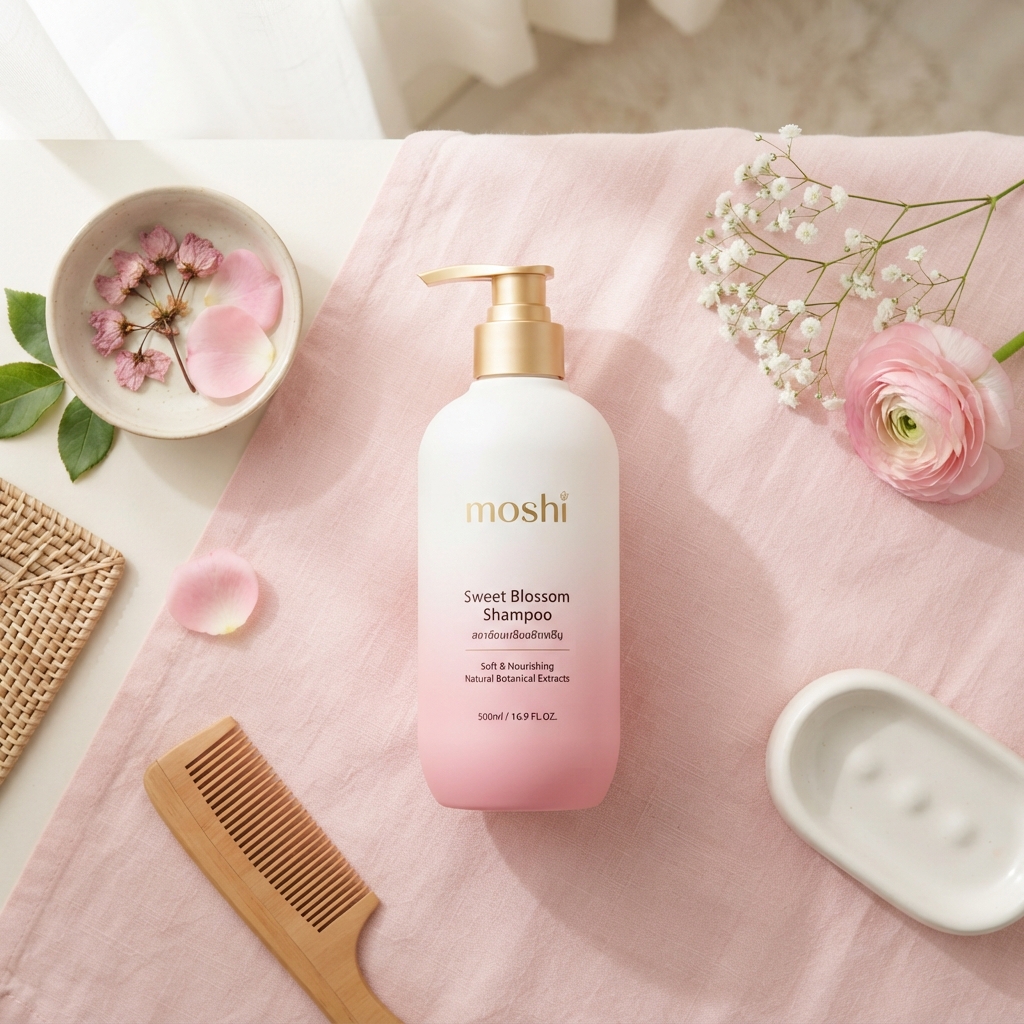 moshi
Sweet Blossom
Shampoo
Soft & Nourishing
Natural Botanical Extracts
500ml / 16.9 FL.OZ.